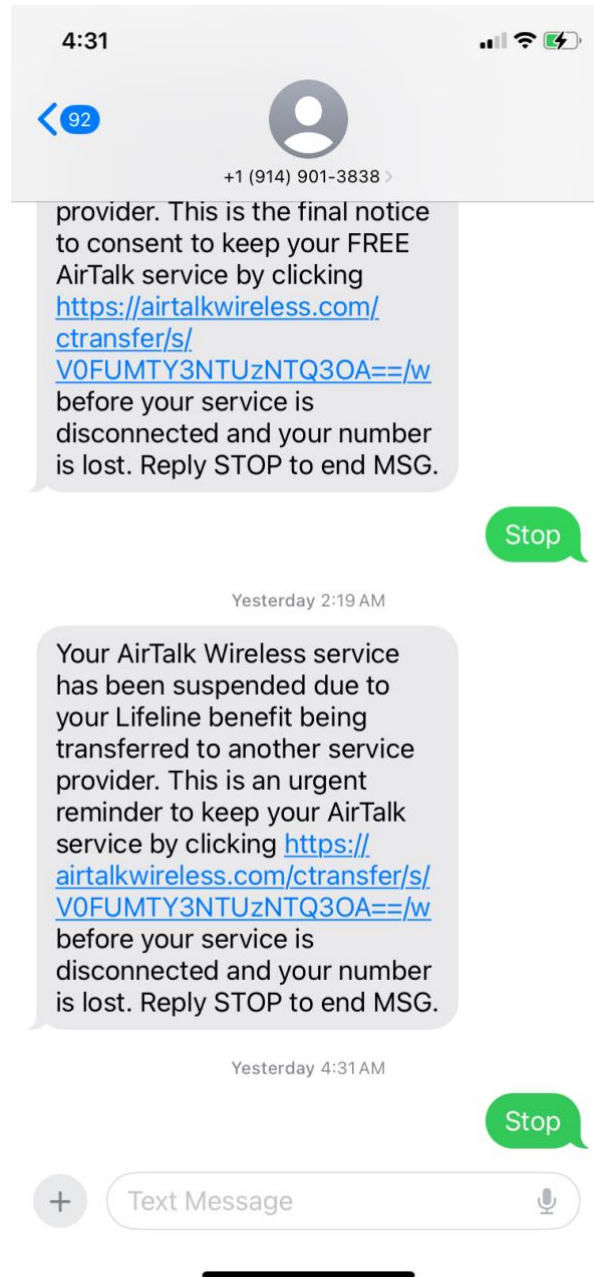 4:31
92
+1 (914) 901-3838
provider. This is the final notice
to consent to keep your FREE
AirTalk service by clicking
https://airtalkwireless.com/
ctransfer/s/
V0FUMTY3NTUzNTQ3OA==/w
before your service is
disconnected and your number
is lost. Reply STOP to end MSG.
Stop
Yesterday 2:19 AM
Your AirTalk Wireless service
has been suspended due to
your Lifeline benefit being
transferred to another service
provider. This is an urgent
reminder to keep your AirTalk
service by clicking https://
airtalkwireless.com/ctransfer/s/
V0FUMTY3NTUzNTQ3OA==/w
before your service is
disconnected and your number
is lost. Reply STOP to end MSG.
Yesterday 4:31 AM
Stop
Text Message